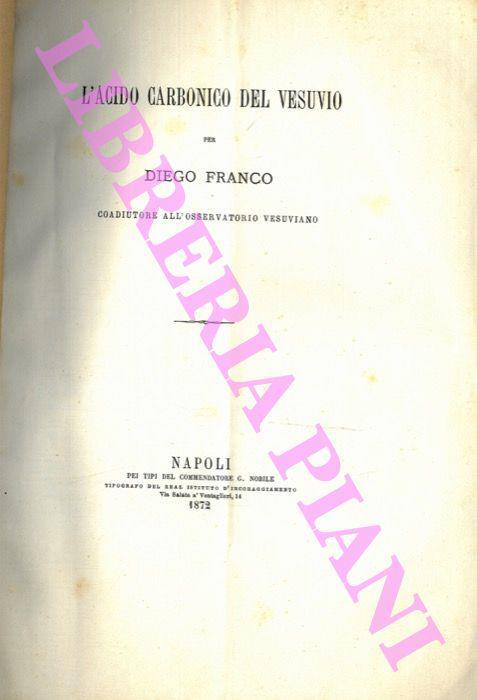 L'ACIDO CARBONICO DEL VESUVIO
PER
DIEGO FRANCO
COADIUTORE ALL'OSSERVATORIO VESUVIANO
NAPOLI
PEI TIPI DEL COMMENDATORE G. NOBILE
TIPOGRAFO DEL REAL ISTITUTO D'INCORAGGIAMENTO
Via Salata a' Ventaglieri, 14
1872
LIBRERIA PIANI